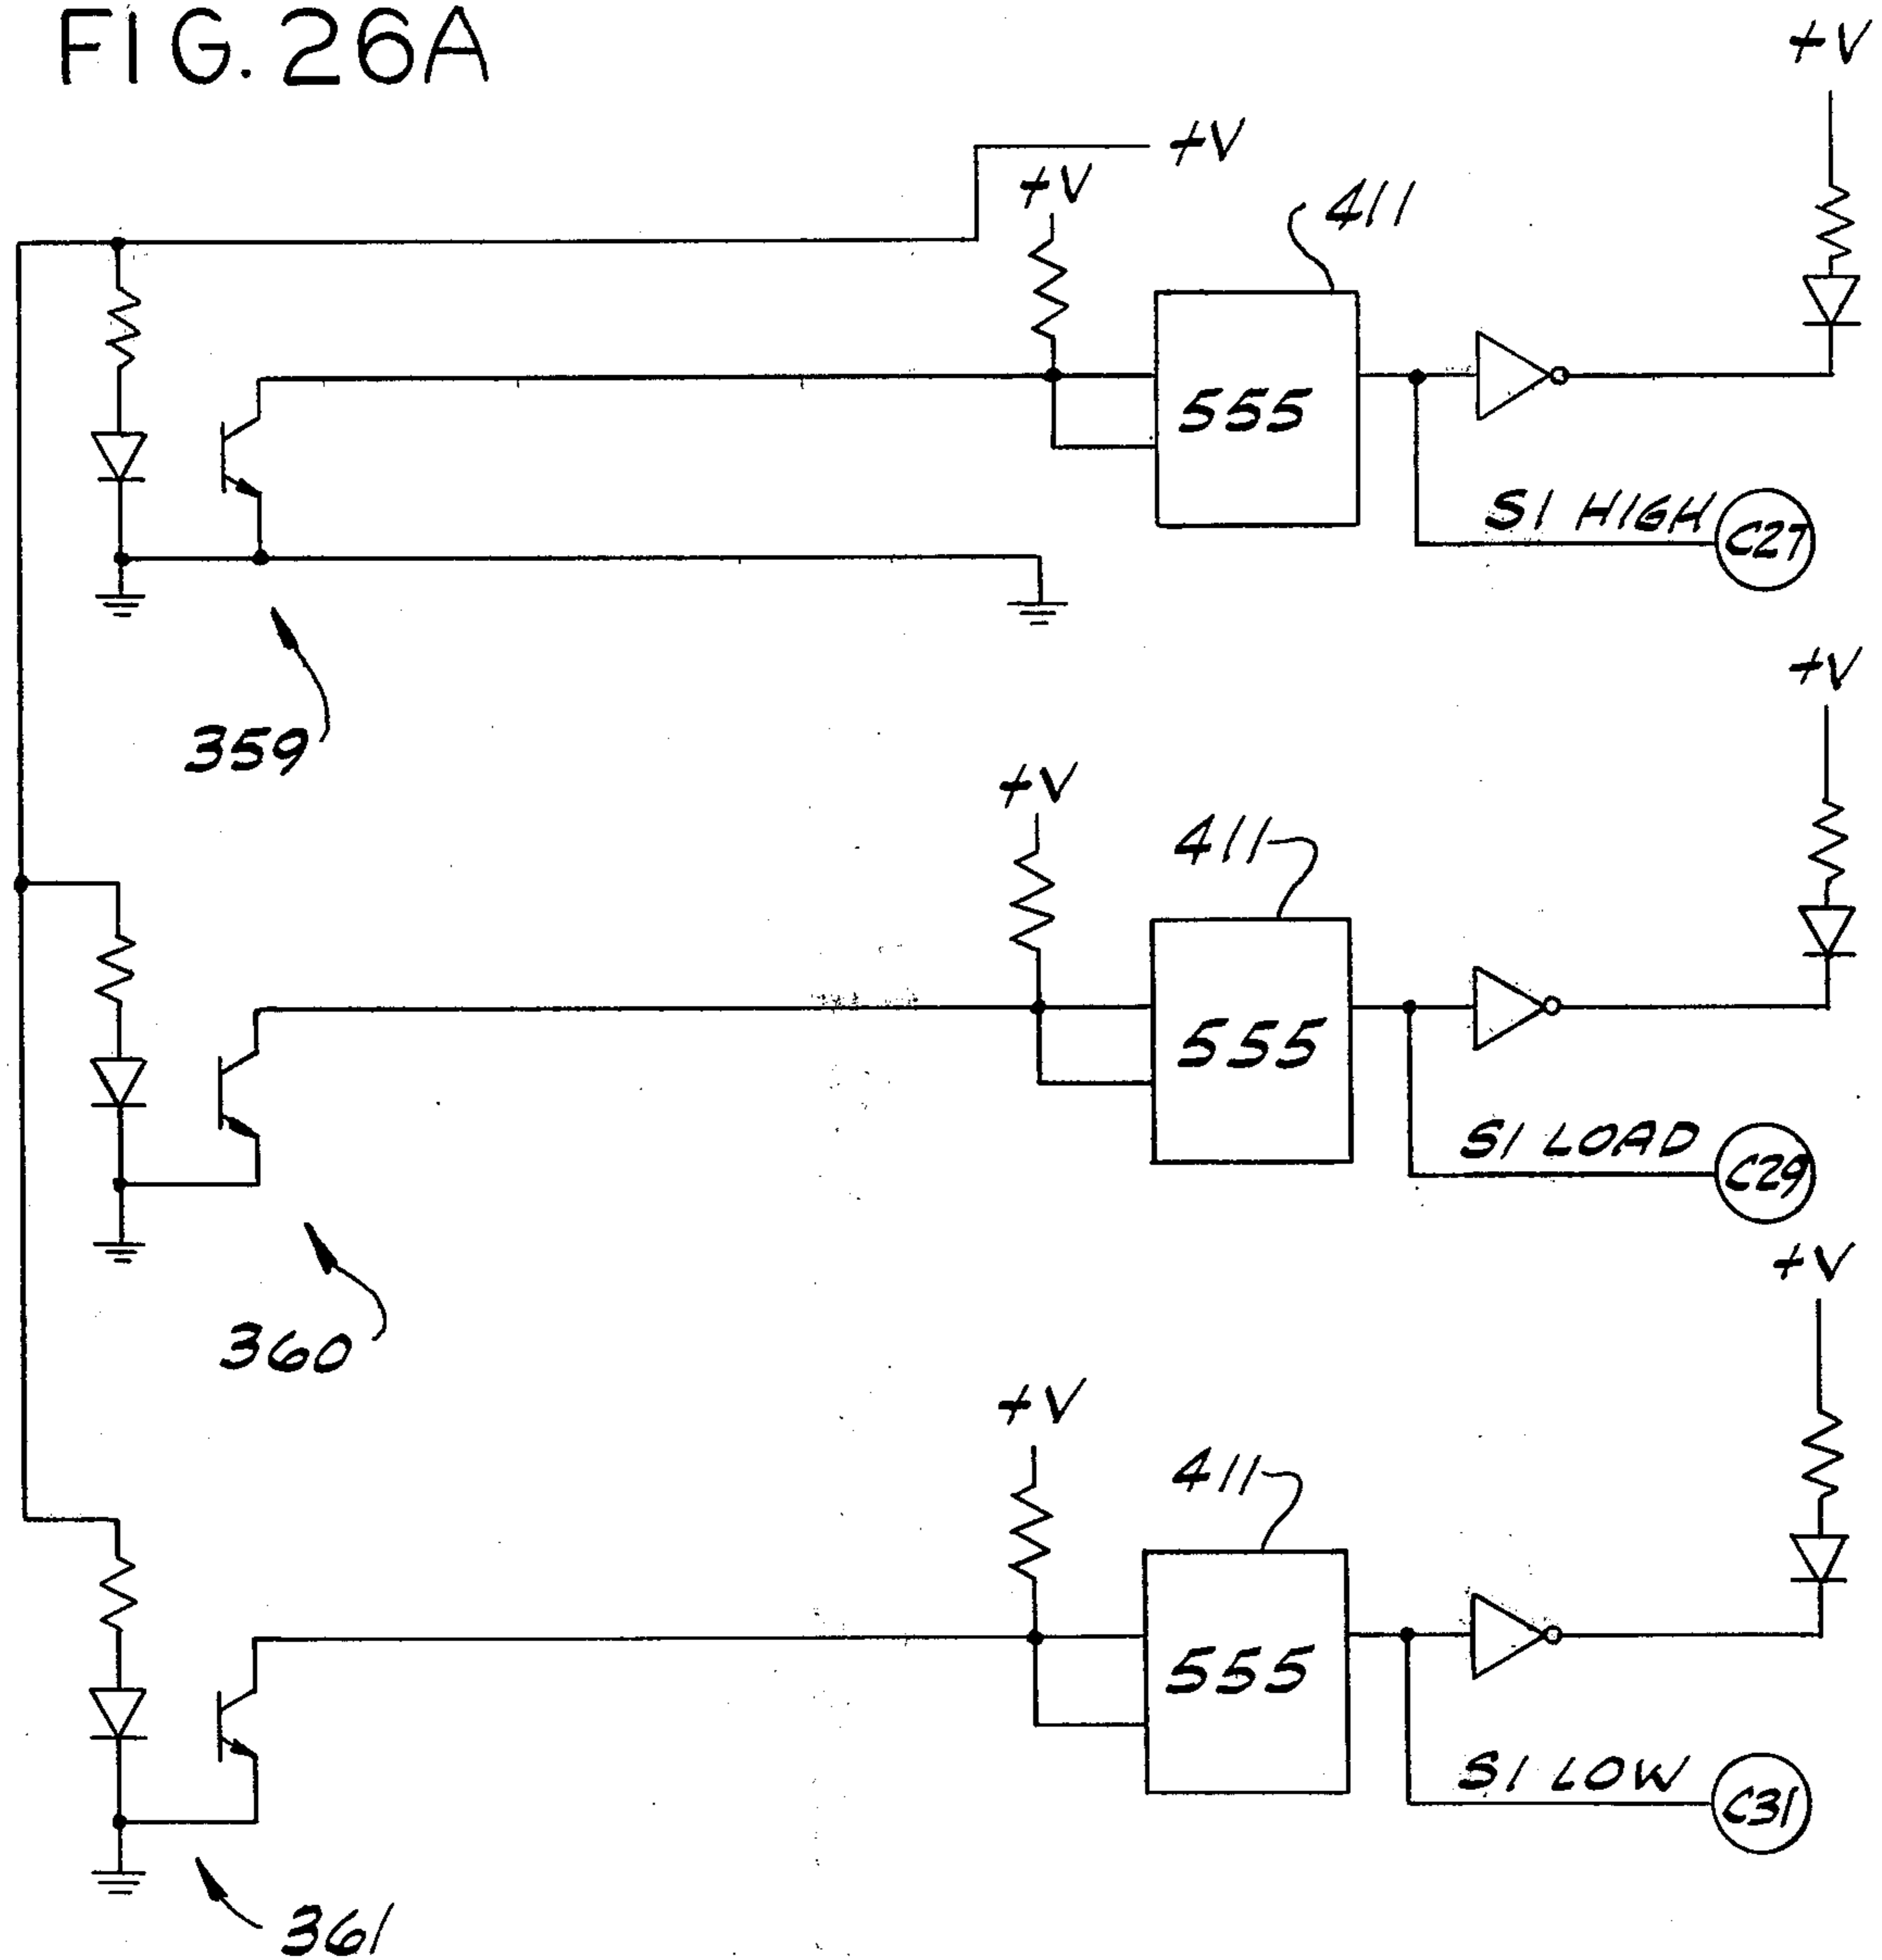 FIG. 26A
+V
+V
+V
411
555
S1 HIGH C27
359
+V
+V
411
555
S1 LOAD C29
360
+V
+V
411
555
S1 LOW C31
361